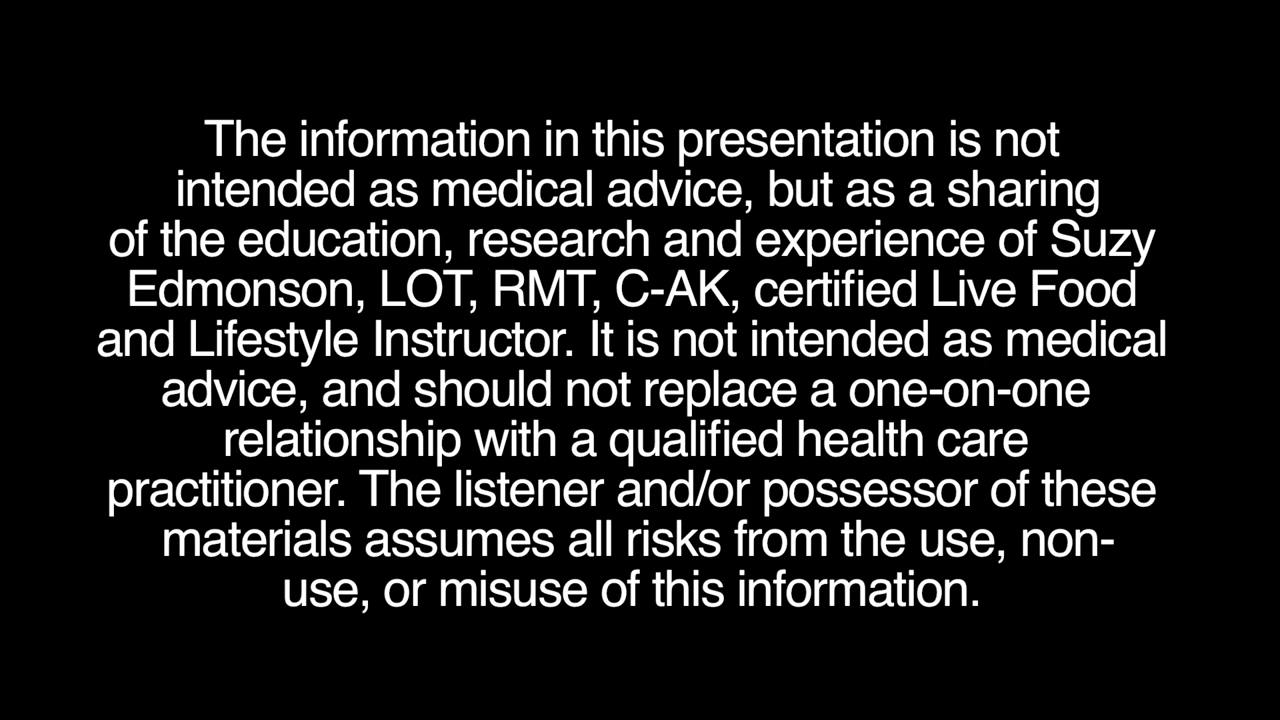 The information in this presentation is not
intended as medical advice, but as a sharing
of the education, research and experience of Suzy
Edmonson, LOT, RMT, C-AK, certified Live Food
and Lifestyle Instructor. It is not intended as medical
advice, and should not replace a one-on-one
relationship with a qualified health care
practitioner. The listener and/or possessor of these
materials assumes all risks from the use, non-
use, or misuse of this information.